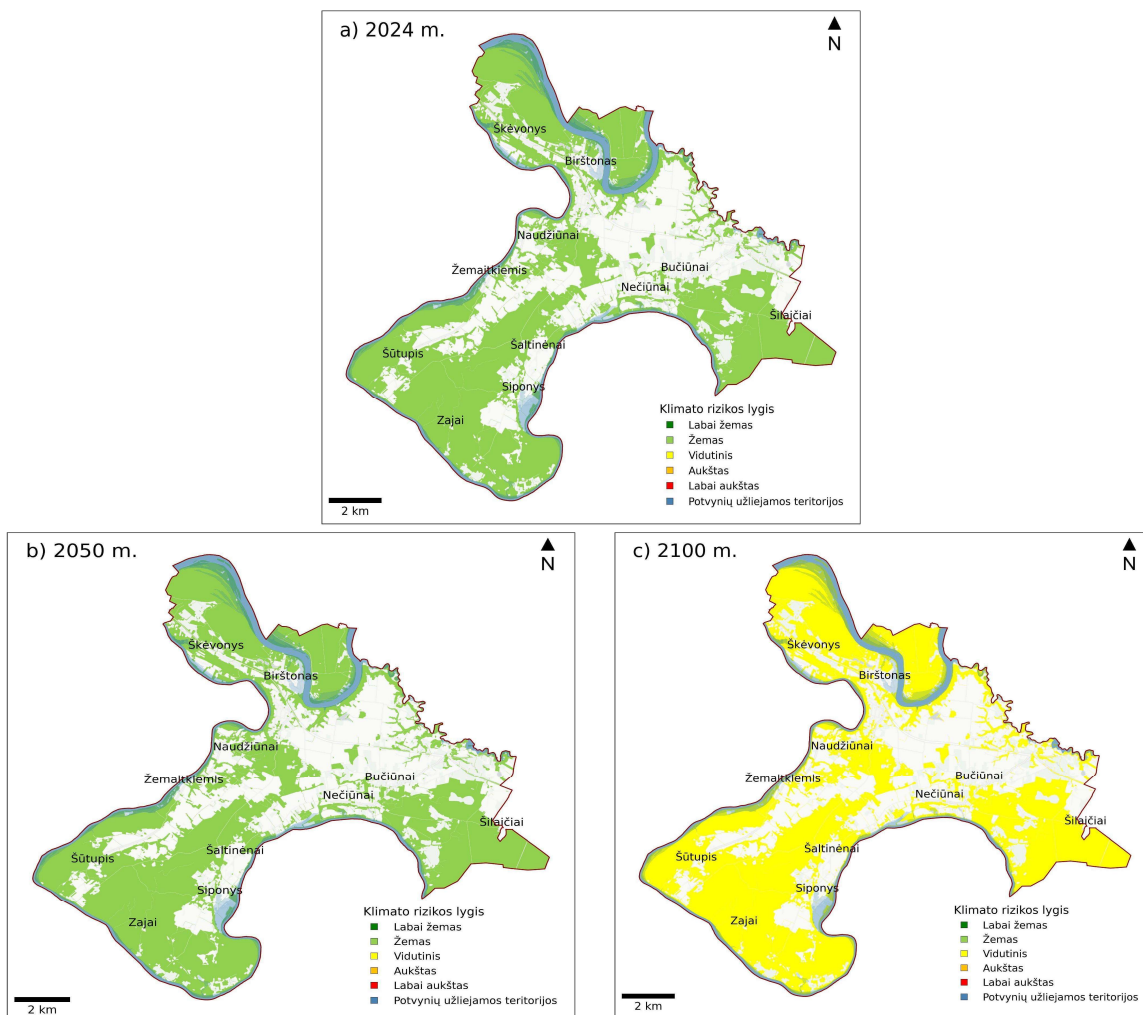 a) 2024 m.
N
Škėvonys
Birštonas
Naudžiūnai
Žemaitkiemis
Bučiūnai
Nečiūnai
Šilaičiai
Šūtupis
Šaltinėnai
Siponys
Zajai
Klimato rizikos lygis
Labai žemas
Žemas
Vidutinis
Aukštas
Labai aukštas
Potvynių užliejamos teritorijos
2 km
b) 2050 m.
N
Škėvonys
Birštonas
Naudžiūnai
Žemaitkiemis
Bučiūnai
Nečiūnai
Šilaičiai
Šūtupis
Šaltinėnai
Siponys
Zajai
Klimato rizikos lygis
Labai žemas
Žemas
Vidutinis
Aukštas
Labai aukštas
Potvynių užliejamos teritorijos
2 km
c) 2100 m.
N
Škėvonys
Birštonas
Naudžiūnai
Žemaitkiemis
Bučiūnai
Nečiūnai
Šilaičiai
Šūtupis
Šaltinėnai
Siponys
Zajai
Klimato rizikos lygis
Labai žemas
Žemas
Vidutinis
Aukštas
Labai aukštas
Potvynių užliejamos teritorijos
2 km